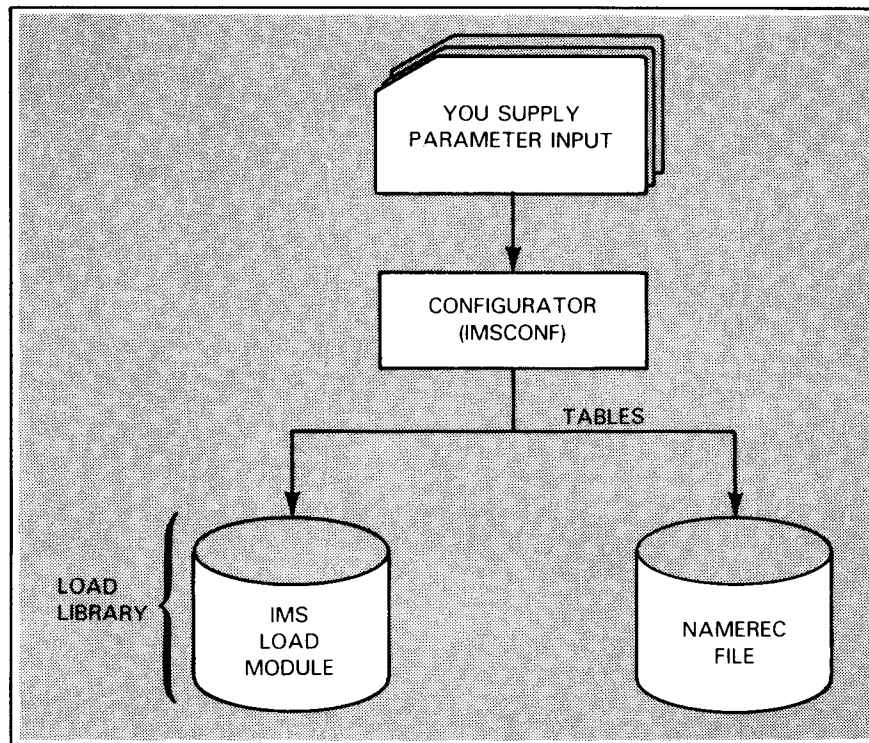 YOU SUPPLY
PARAMETER INPUT
CONFIGURATOR
(IMSCONF)
TABLES
LOAD
LIBRARY
IMS
LOAD
MODULE
NAMEREC
FILE